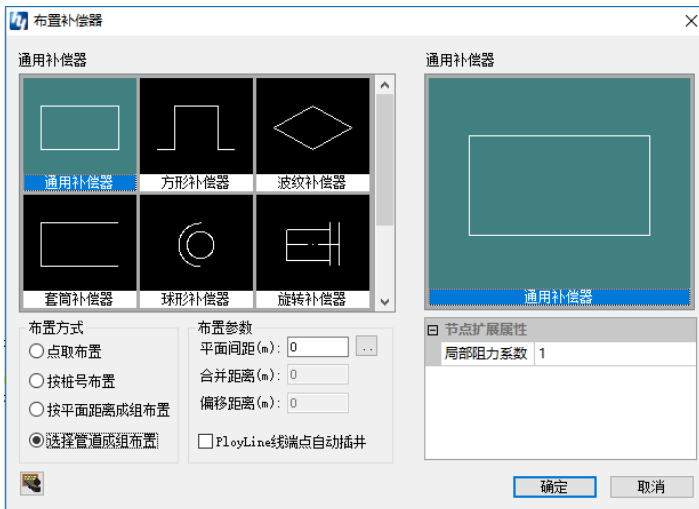 布置补偿器
通用补偿器
通用补偿器 方形补偿器 波纹补偿器
套筒补偿器 球形补偿器 旋转补偿器
通用补偿器
通用补偿器
布置方式
点取布置
按桩号布置
按平面距离成组布置
选择管道成组布置
布置参数
平面间距(m): 0 ..
合并距离(m): 0
偏移距离(m): 0
PloyLine线端点自动插井
节点扩展属性
局部阻力系数 1
确定 取消